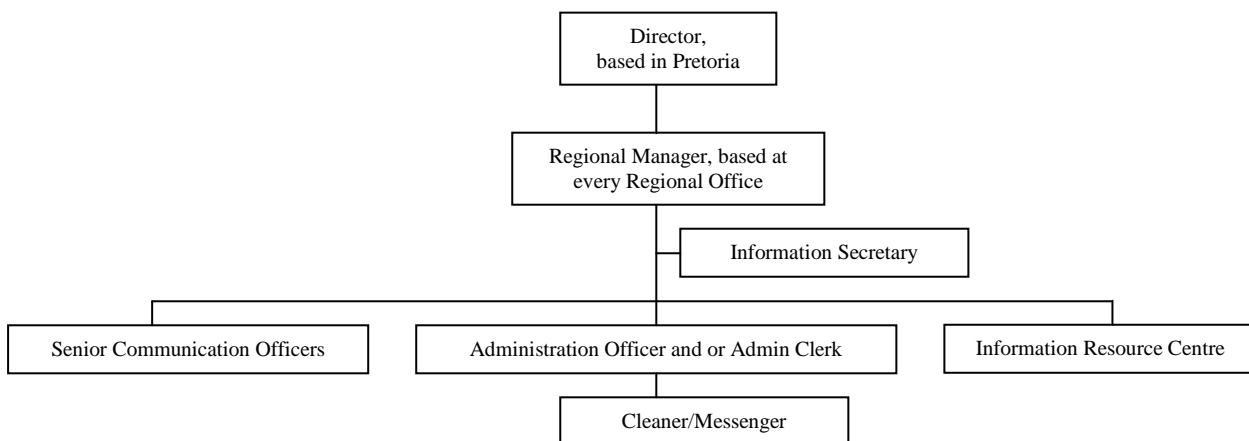 Director,
based in Pretoria
Regional Manager, based at
every Regional Office
Information Secretary
Senior Communication Officers
Administration Officer and or Admin Clerk
Information Resource Centre
Cleaner/Messenger